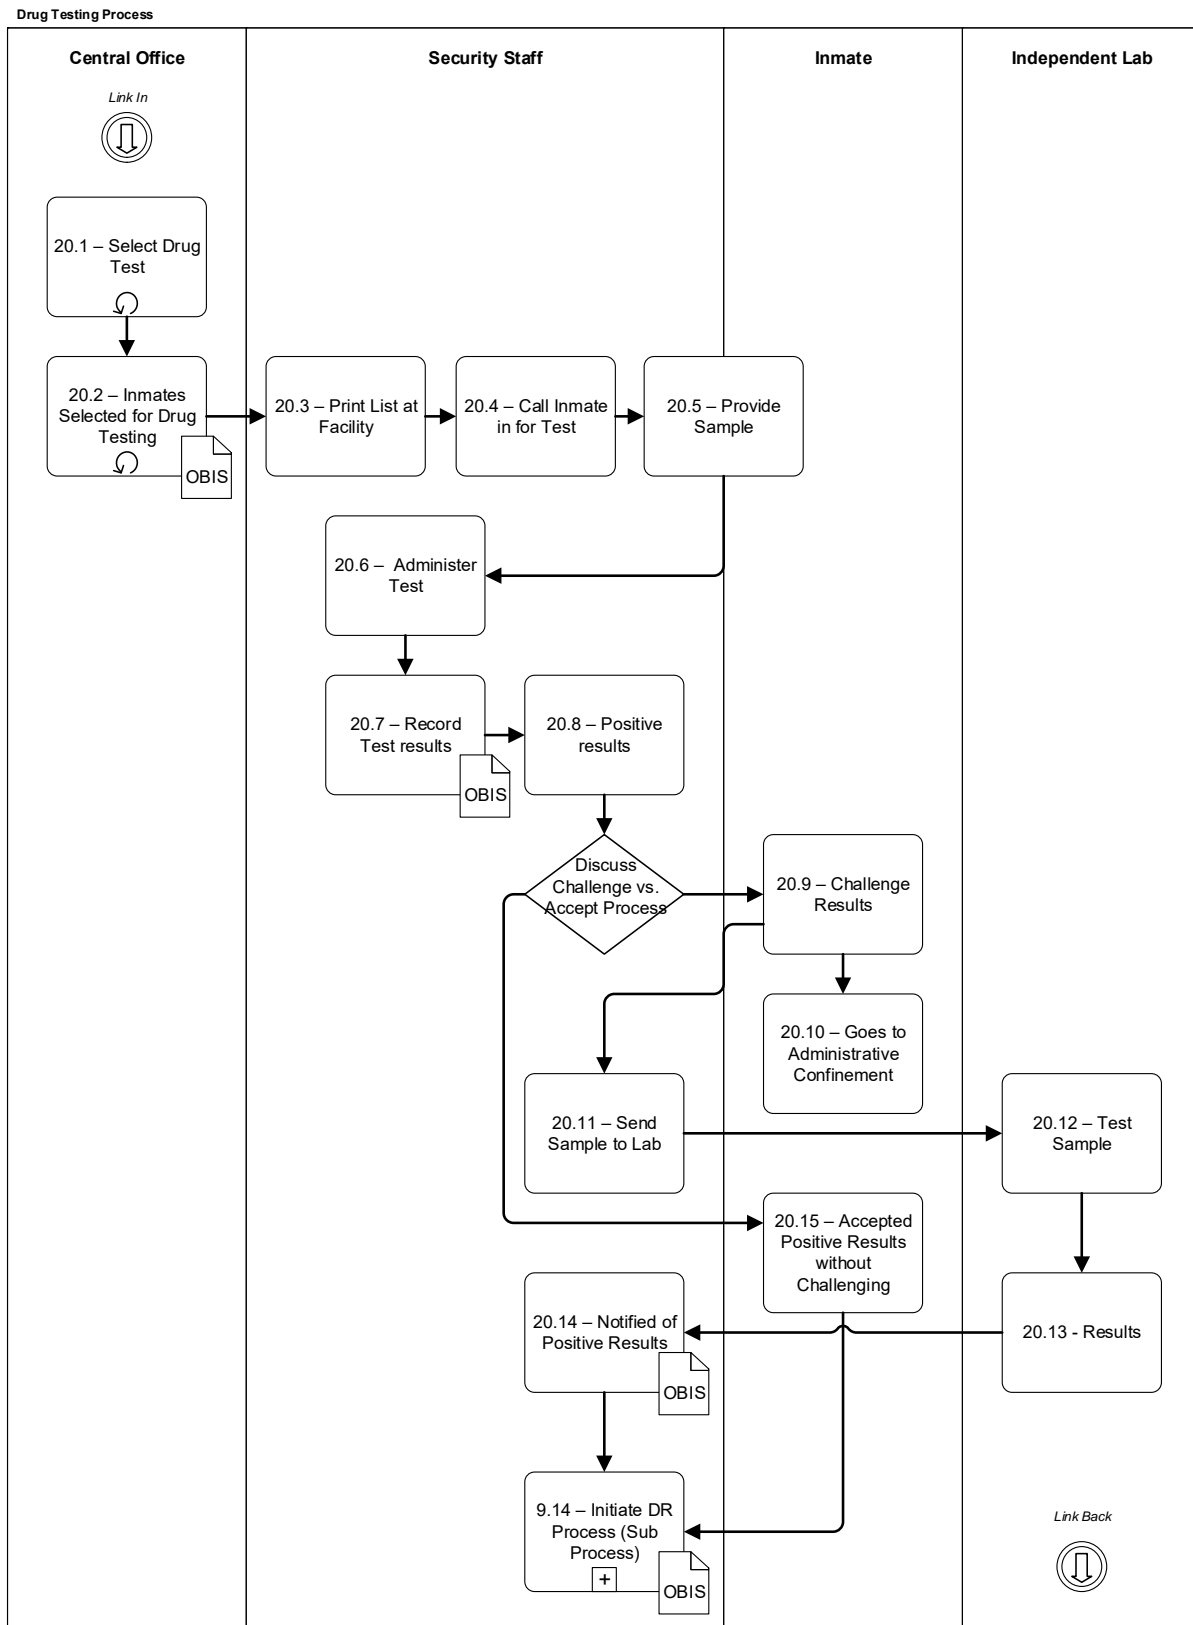 Drug Testing Process
Central Office
Security Staff
Inmate
Independent Lab
Link In
20.1 – Select Drug
Test
20.2 – Inmates
Selected for Drug
Testing
OBIS
20.3 – Print List at
Facility
20.4 – Call Inmate
in for Test
20.5 – Provide
Sample
20.6 – Administer
Test
20.7 – Record
Test results
OBIS
20.8 – Positive
results
Discuss
Challenge vs.
Accept Process
20.9 – Challenge
Results
20.10 – Goes to
Administrative
Confinement
20.11 – Send
Sample to Lab
20.12 – Test
Sample
20.15 – Accepted
Positive Results
without
Challenging
20.14 – Notified of
Positive Results
OBIS
20.13 - Results
9.14 – Initiate DR
Process (Sub
Process)
+
OBIS
Link Back